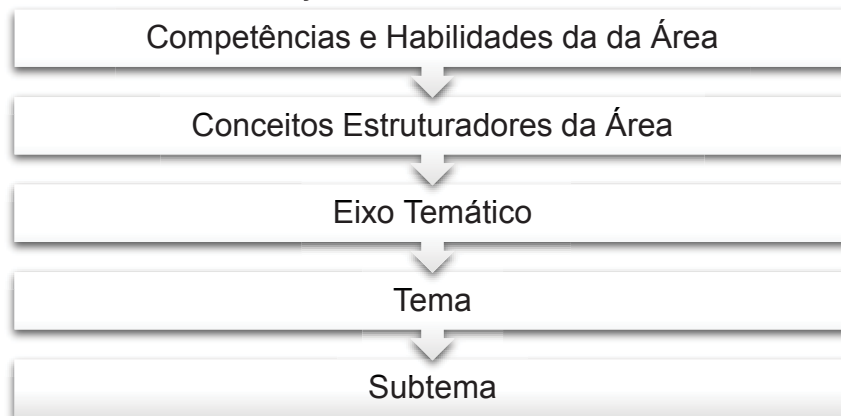 Competências e Habilidades da da Área
Conceitos Estruturadores da Área
Eixo Temático
Tema
Subtema